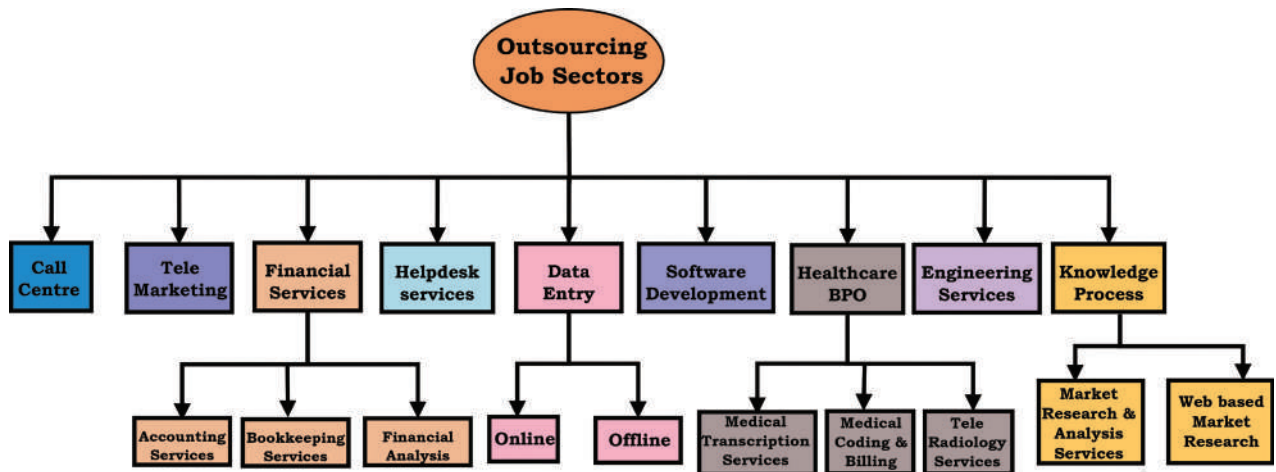 Outsourcing
Job Sectors
Call
Centre
Tele
Marketing
Financial
Services
Helpdesk
services
Data
Entry
Software
Development
Healthcare
BPO
Engineering
Services
Knowledge
Process
Accounting
Services
Bookkeeping
Services
Financial
Analysis
Online
Offline
Medical
Transcription
Services
Medical
Coding &
Billing
Tele
Radiology
Services
Market
Research &
Analysis
Services
Web based
Market
Research